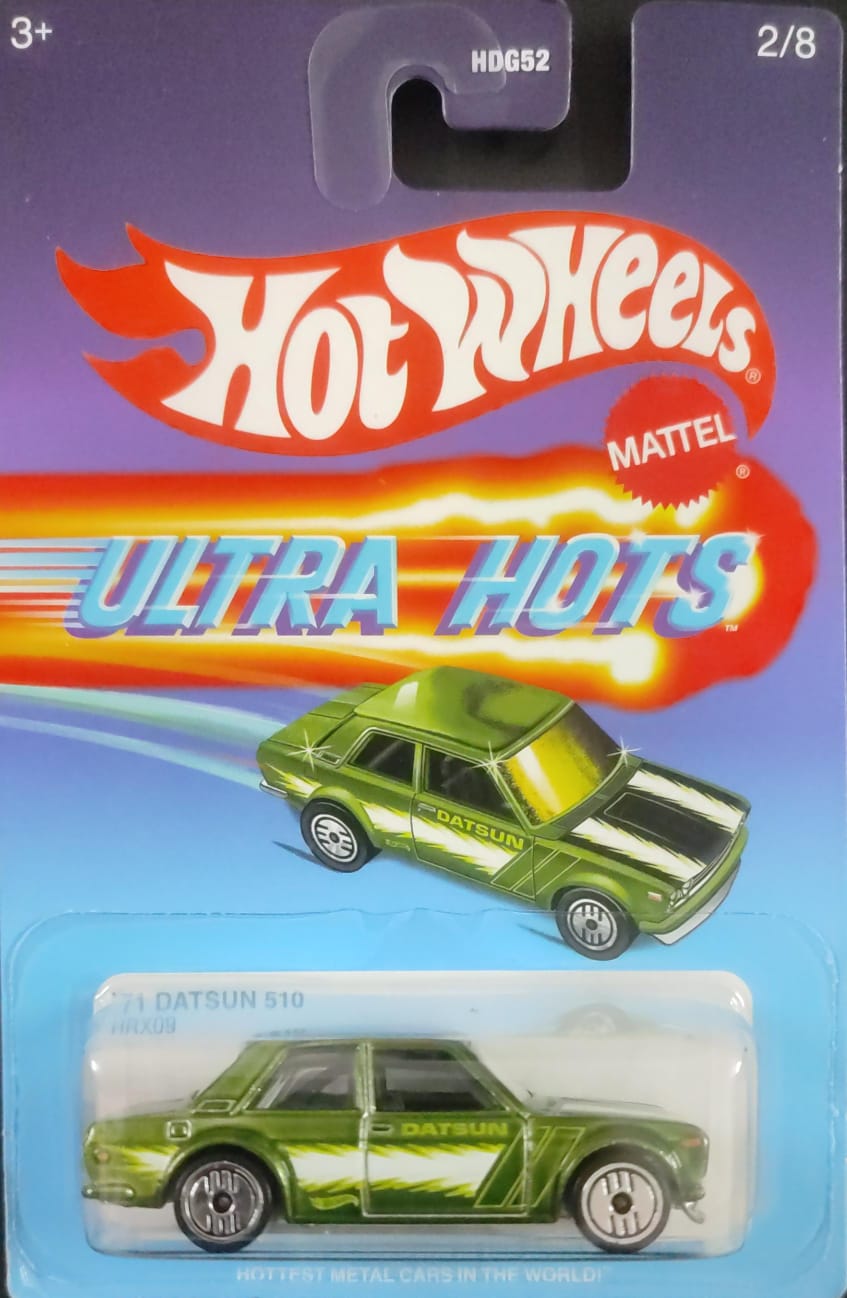 3+
HDG52
2/8
HOT WHEELS ®
MATTEL ®
ULTRA HOTS ™
DATSUN
'71 DATSUN 510
HRX09
DATSUN
HOTTEST METAL CARS IN THE WORLD!